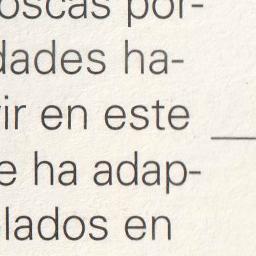 oscas por-
dades ha-
ir en este
e ha adap-
lados en